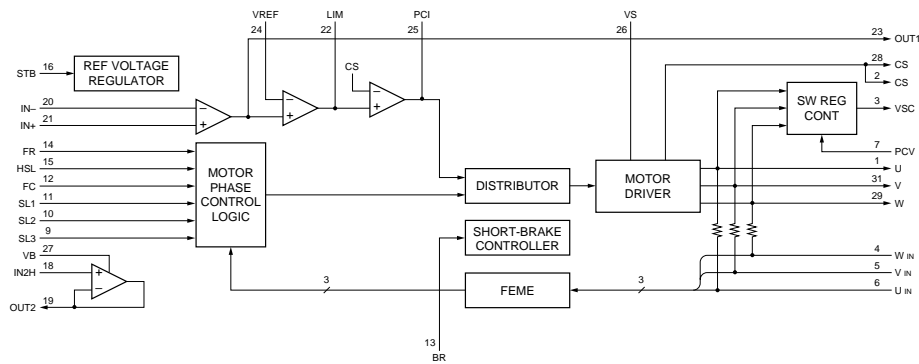 VREF
LIM
PCI
VS
24
22
25
26
23
OUT1
STB
16
REF VOLTAGE
REGULATOR
CS
28
CS
2
CS
IN–
20
–
–
–
IN+
21
+
+
+
SW REG
CONT
3
VSC
FR
14
HSL
15
FC
12
SL1
11
SL2
10
SL3
9
MOTOR
PHASE
CONTROL
LOGIC
DISTRIBUTOR
MOTOR
DRIVER
7
PCV
1
U
31
V
29
W
SHORT-BRAKE
CONTROLLER
VB
27
IN2H
18
+
–
OUT2
19
3
FEME
3
4
W IN
5
V IN
6
U IN
13
BR